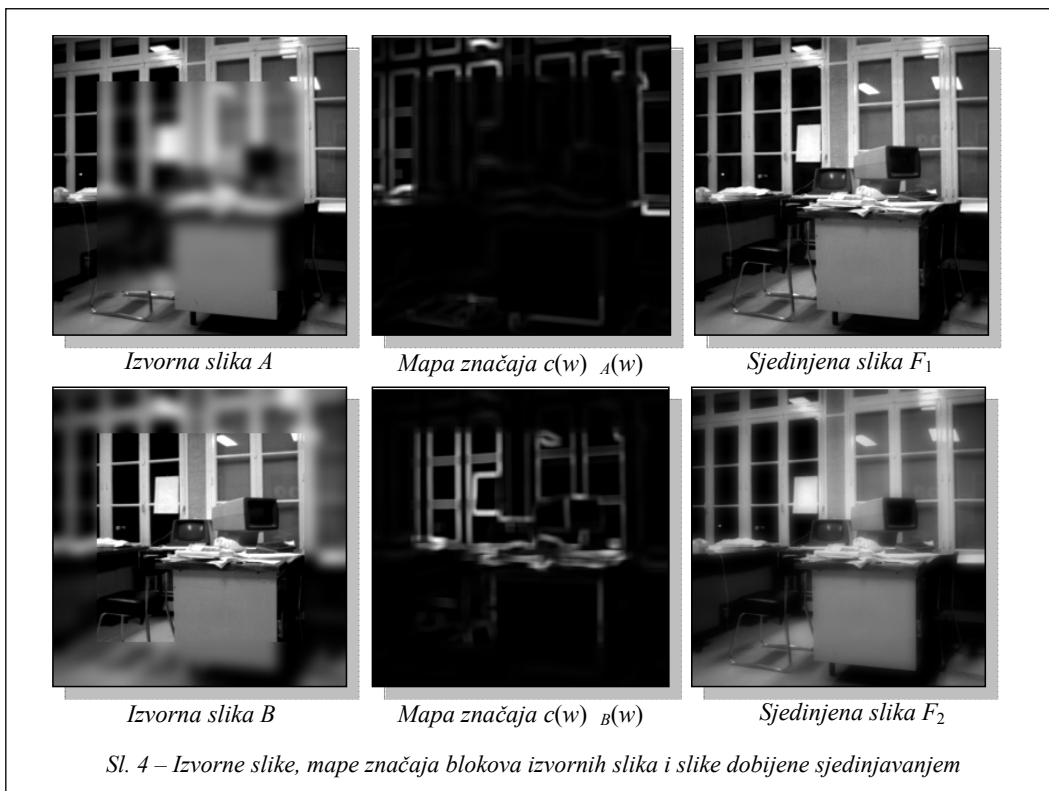 Izvorna slika A
Mapa značaja c(w) A(w)
Sjedinjena slika F1
Izvorna slika B
Mapa značaja c(w) B(w)
Sjedinjena slika F2
Sl. 4 – Izvorne slike, mape značaja blokova izvornih slika i slike dobijene sjedinjavanjem